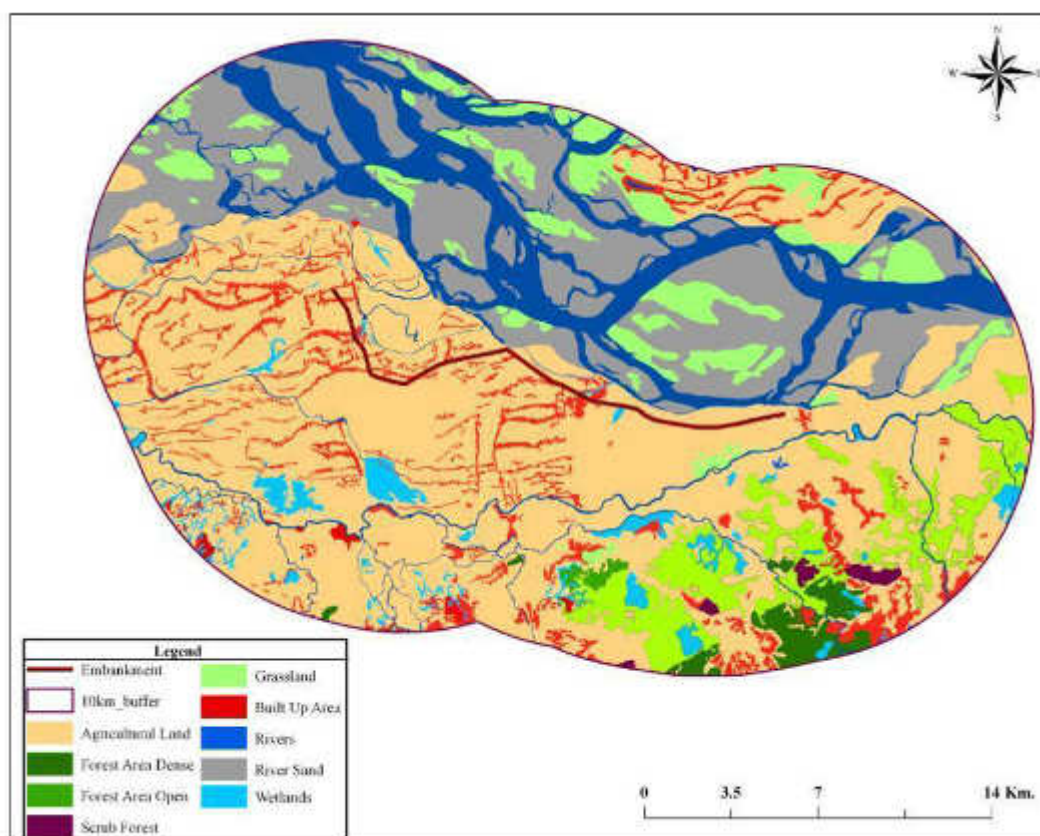 N
W E
S
Legend
Embankment
10km_buffer
Agricultural Land
Forest Area Dense
Forest Area Open
Scrub Forest
Grassland
Built Up Area
Rivers
River Sand
Wetlands
0 3.5 7 14 Km.